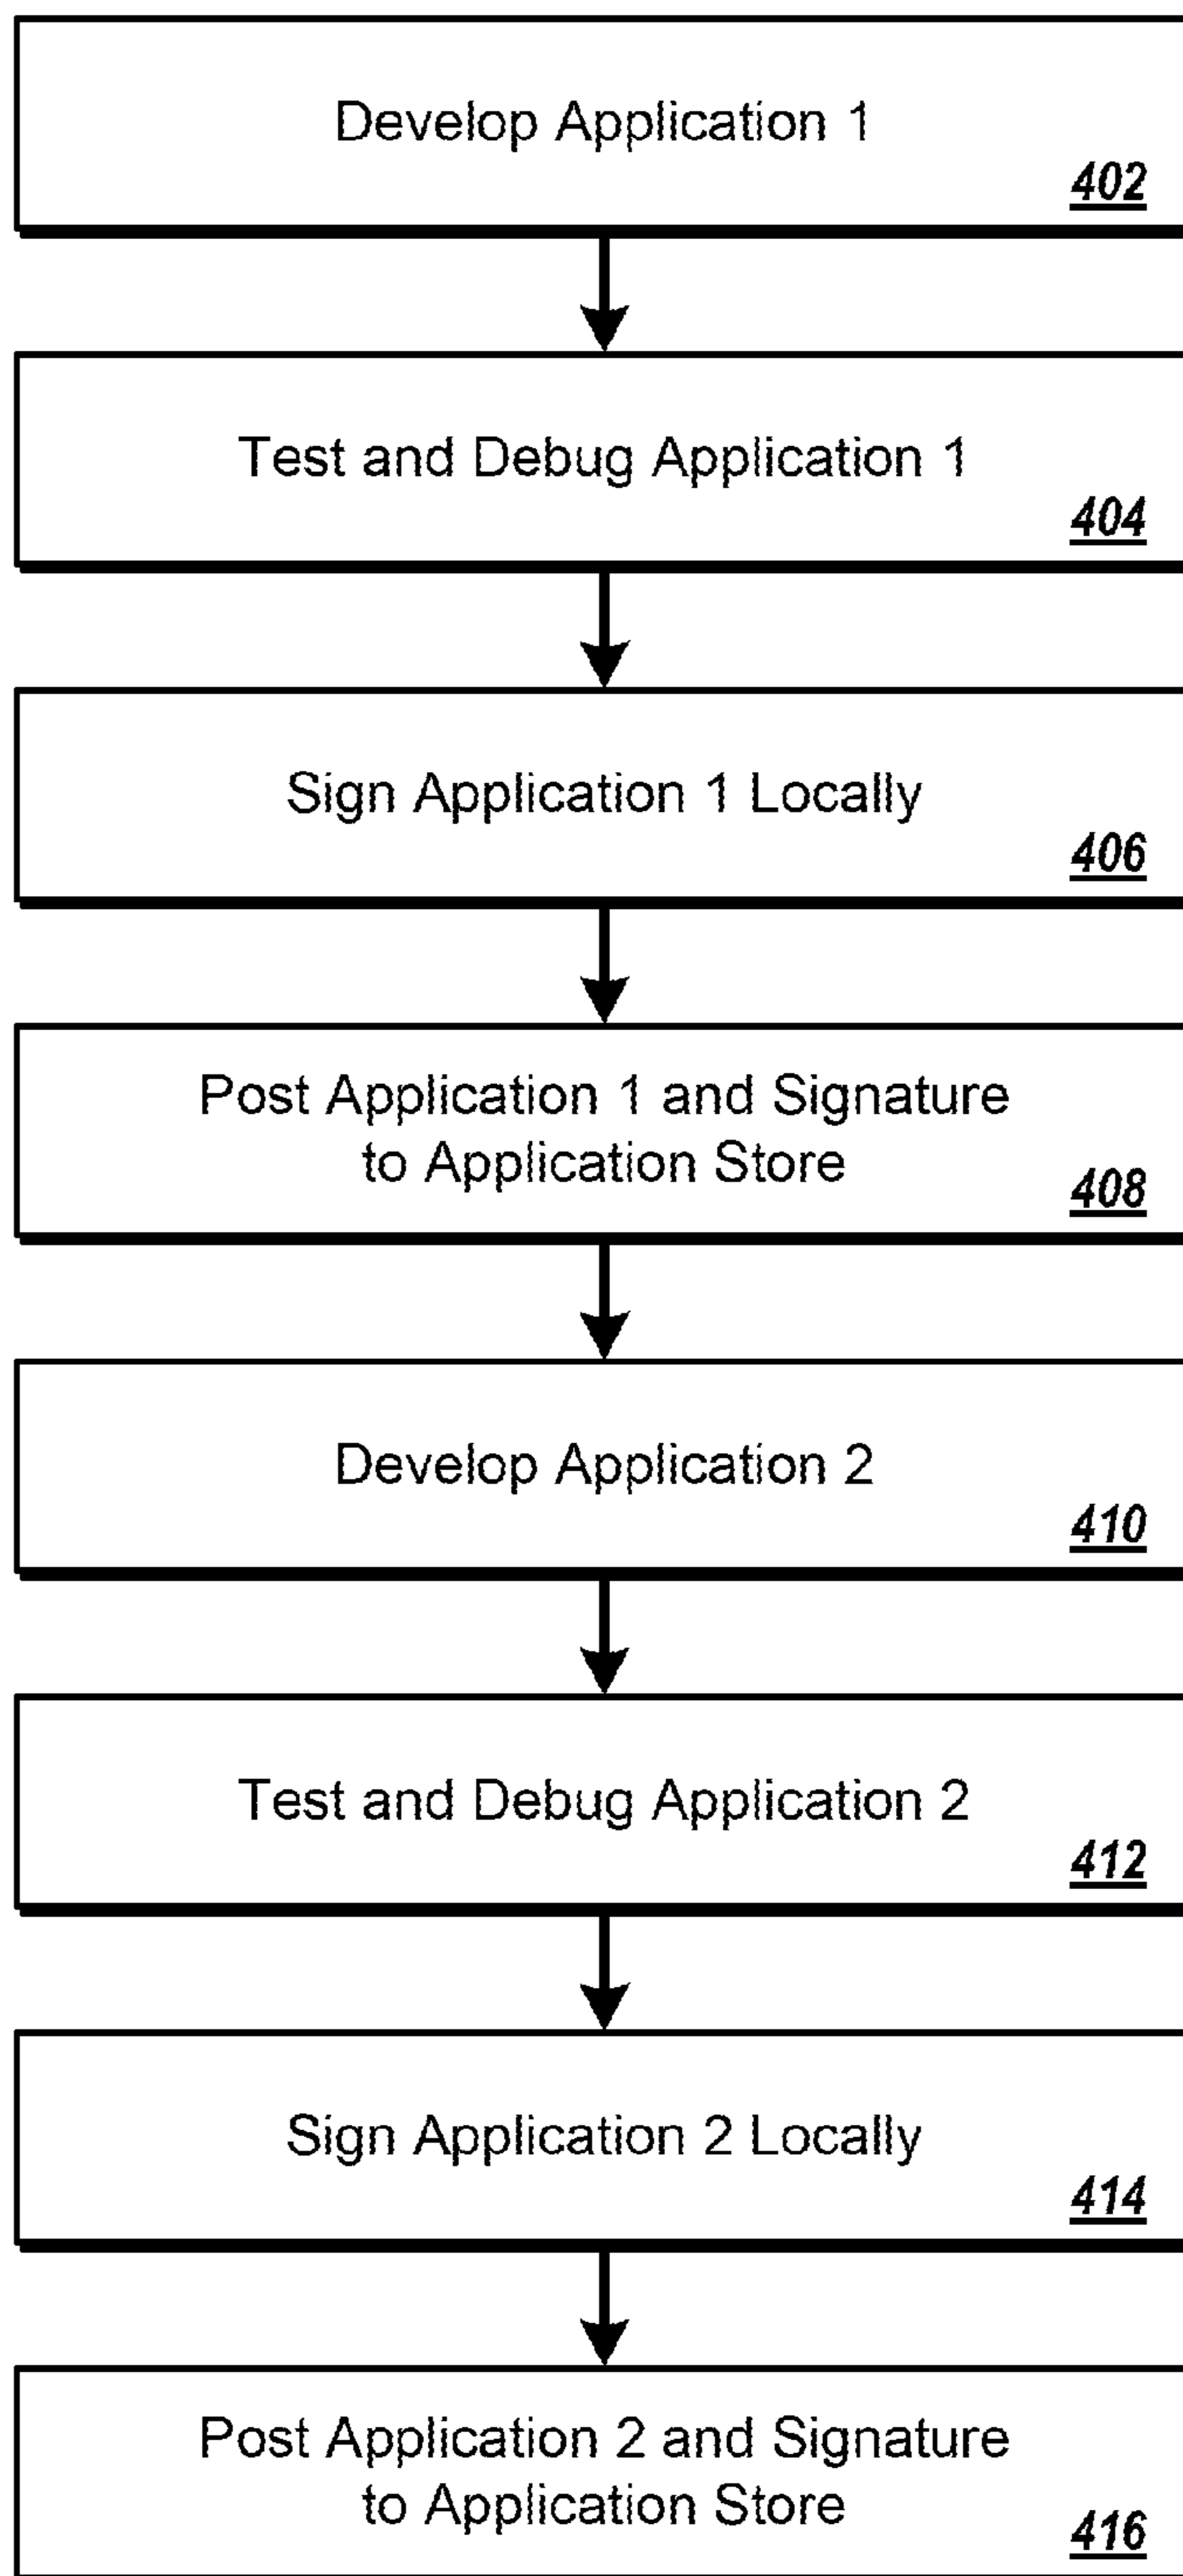 Develop Application 1
402
Test and Debug Application 1
404
Sign Application 1 Locally
406
Post Application 1 and Signature
to Application Store
408
Develop Application 2
410
Test and Debug Application 2
412
Sign Application 2 Locally
414
Post Application 2 and Signature
to Application Store
416